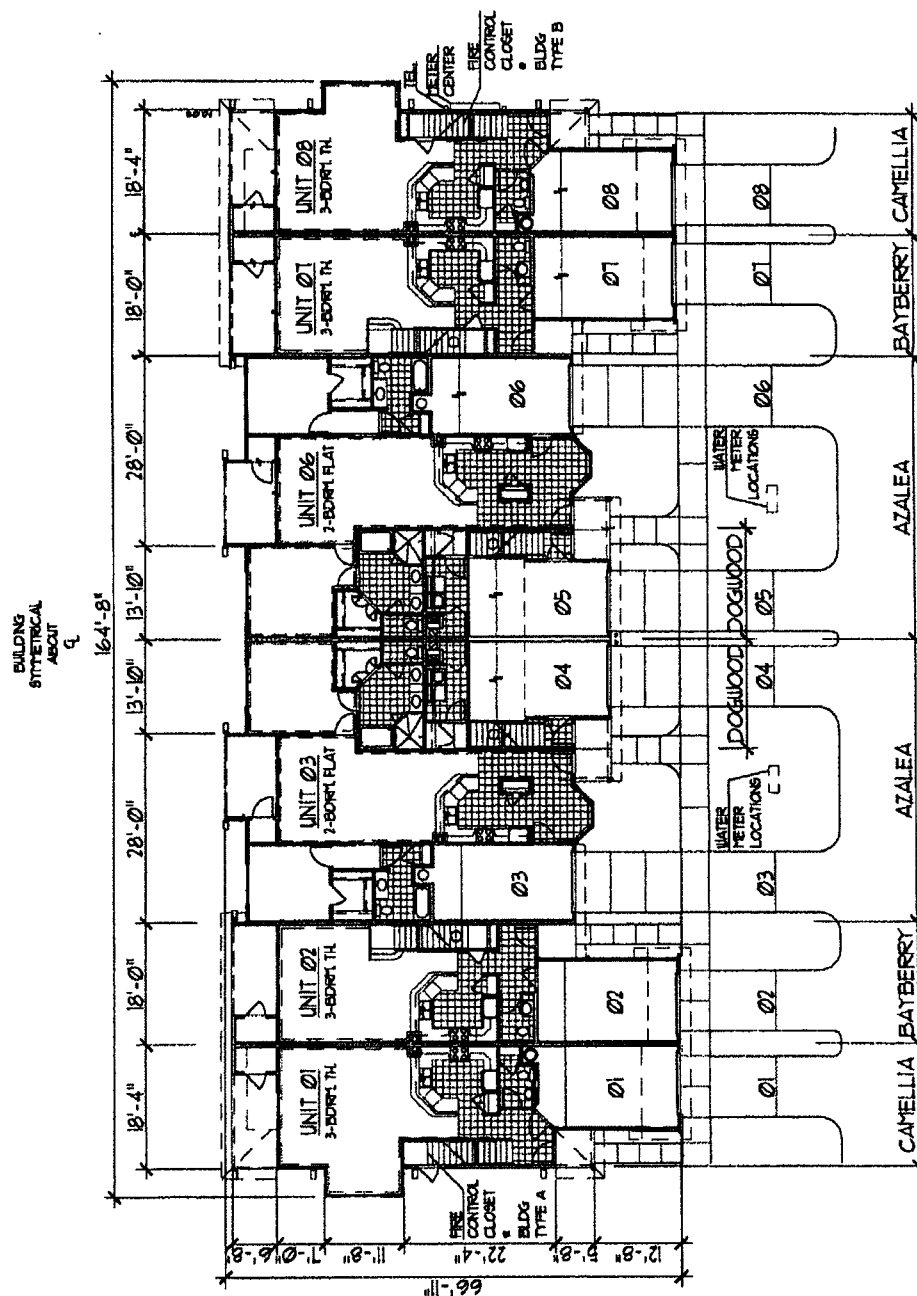 BUILDING
SYMMETRICAL
ABOUT
℄
164'-8"
18'-4"
18'-0"
28'-0"
13'-10"
13'-10"
28'-0"
18'-0"
18'-4"
66'-11"
6'-8"
7'-0"
11'-8"
22'-4"
12'-8"
UNIT 01
3-BDRM. TH.
UNIT 02
3-BDRM. TH.
UNIT 03
2-BDRM. FLAT
UNIT 06
2-BDRM. FLAT
UNIT 07
3-BDRM. TH.
UNIT 08
3-BDRM. TH.
TEL
METER
CENTER
FIRE
CONTROL
CLOSET
@
BLDG
TYPE B
FIRE
CONTROL
CLOSET
@
BLDG
TYPE A
01
02
03
04
05
06
07
08
WATER
METER
LOCATIONS
WATER
METER
LOCATIONS
01
02
03
04
05
06
07
08
DOGWOOD
DOGWOOD
CAMELLIA
BAYBERRY
AZALEA
AZALEA
BAYBERRY
CAMELLIA